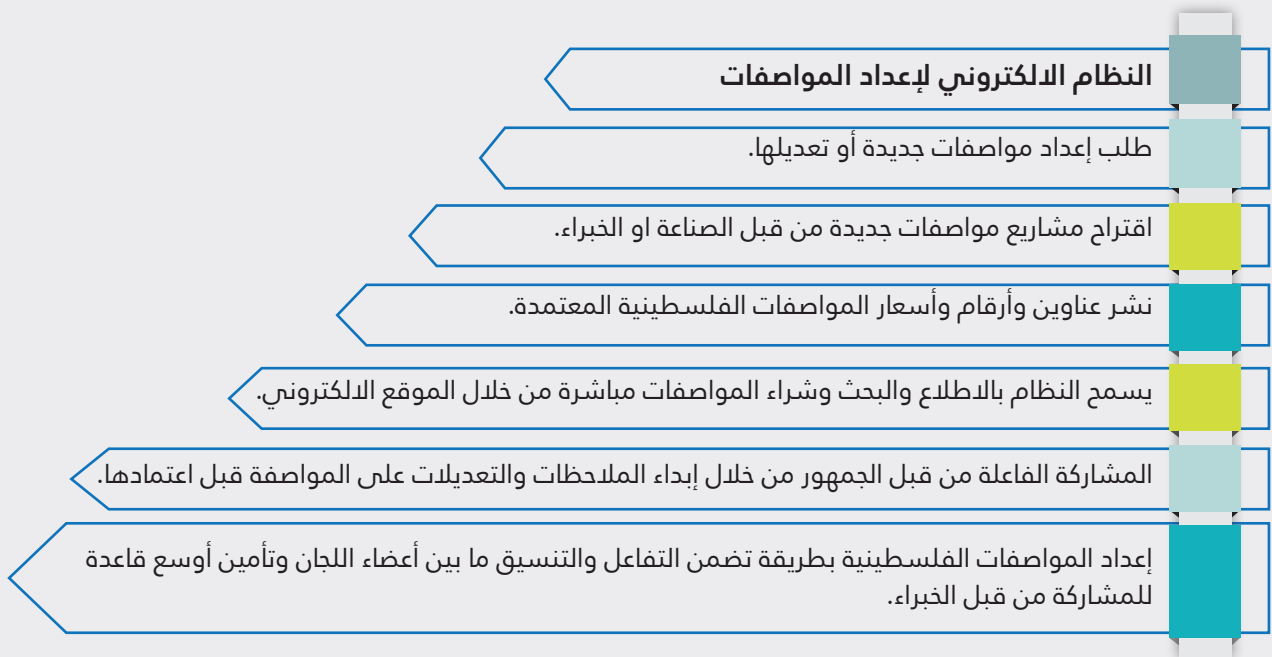 النظام الالكتروني لإعداد المواصفات
طلب إعداد مواصفات جديدة أو تعديلها.
اقتراح مشاريع مواصفات جديدة من قبل الصناعة او الخبراء.
نشر عناوين وأرقام وأسعار المواصفات الفلسطينية المعتمدة.
يسمح النظام بالاطلاع والبحث وشراء المواصفات مباشرة من خلال الموقع الالكتروني.
المشاركة الفاعلة من قبل الجمهور من خلال إبداء الملاحظات والتعديلات على المواصفة قبل اعتمادها.
إعداد المواصفات الفلسطينية بطريقة تضمن التفاعل والتنسيق ما بين أعضاء اللجان وتأمين أوسع قاعدة
للمشاركة من قبل الخبراء.